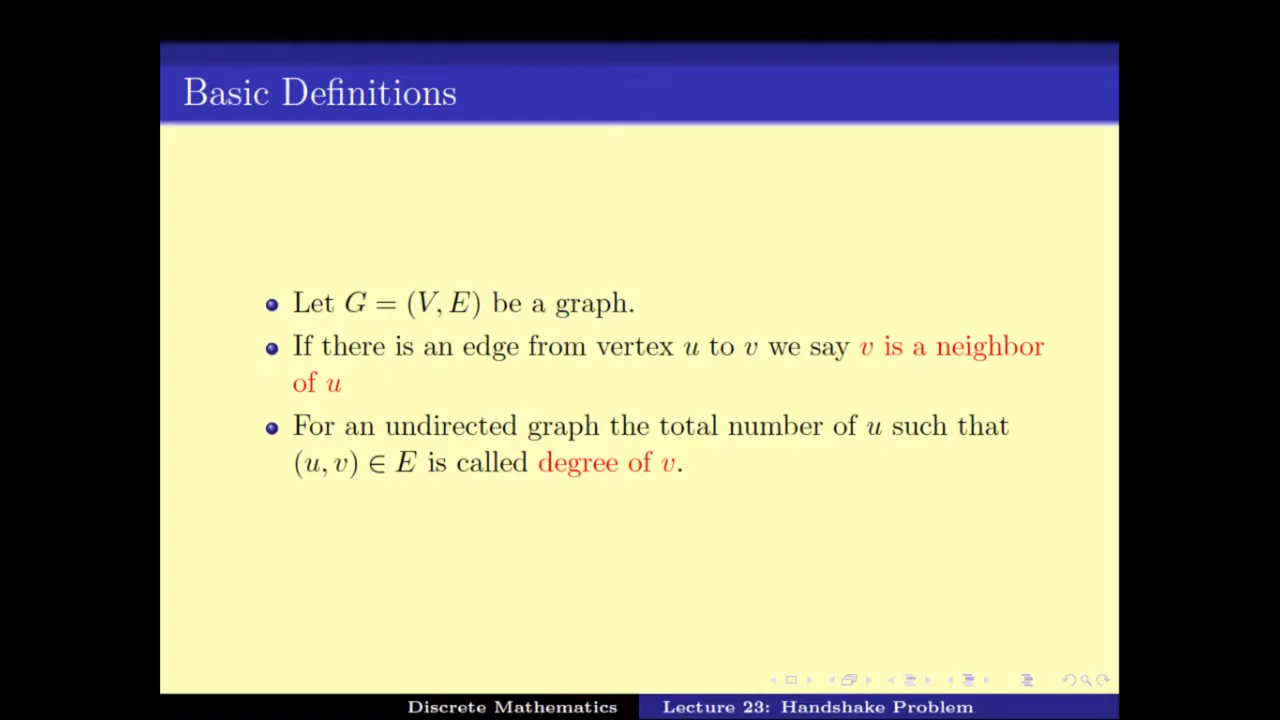 Basic Definitions
Let G = (V, E) be a graph.
If there is an edge from vertex u to v we say v is a neighbor
of u
For an undirected graph the total number of u such that
(u, v) ∈ E is called degree of v.
Discrete Mathematics Lecture 23: Handshake Problem